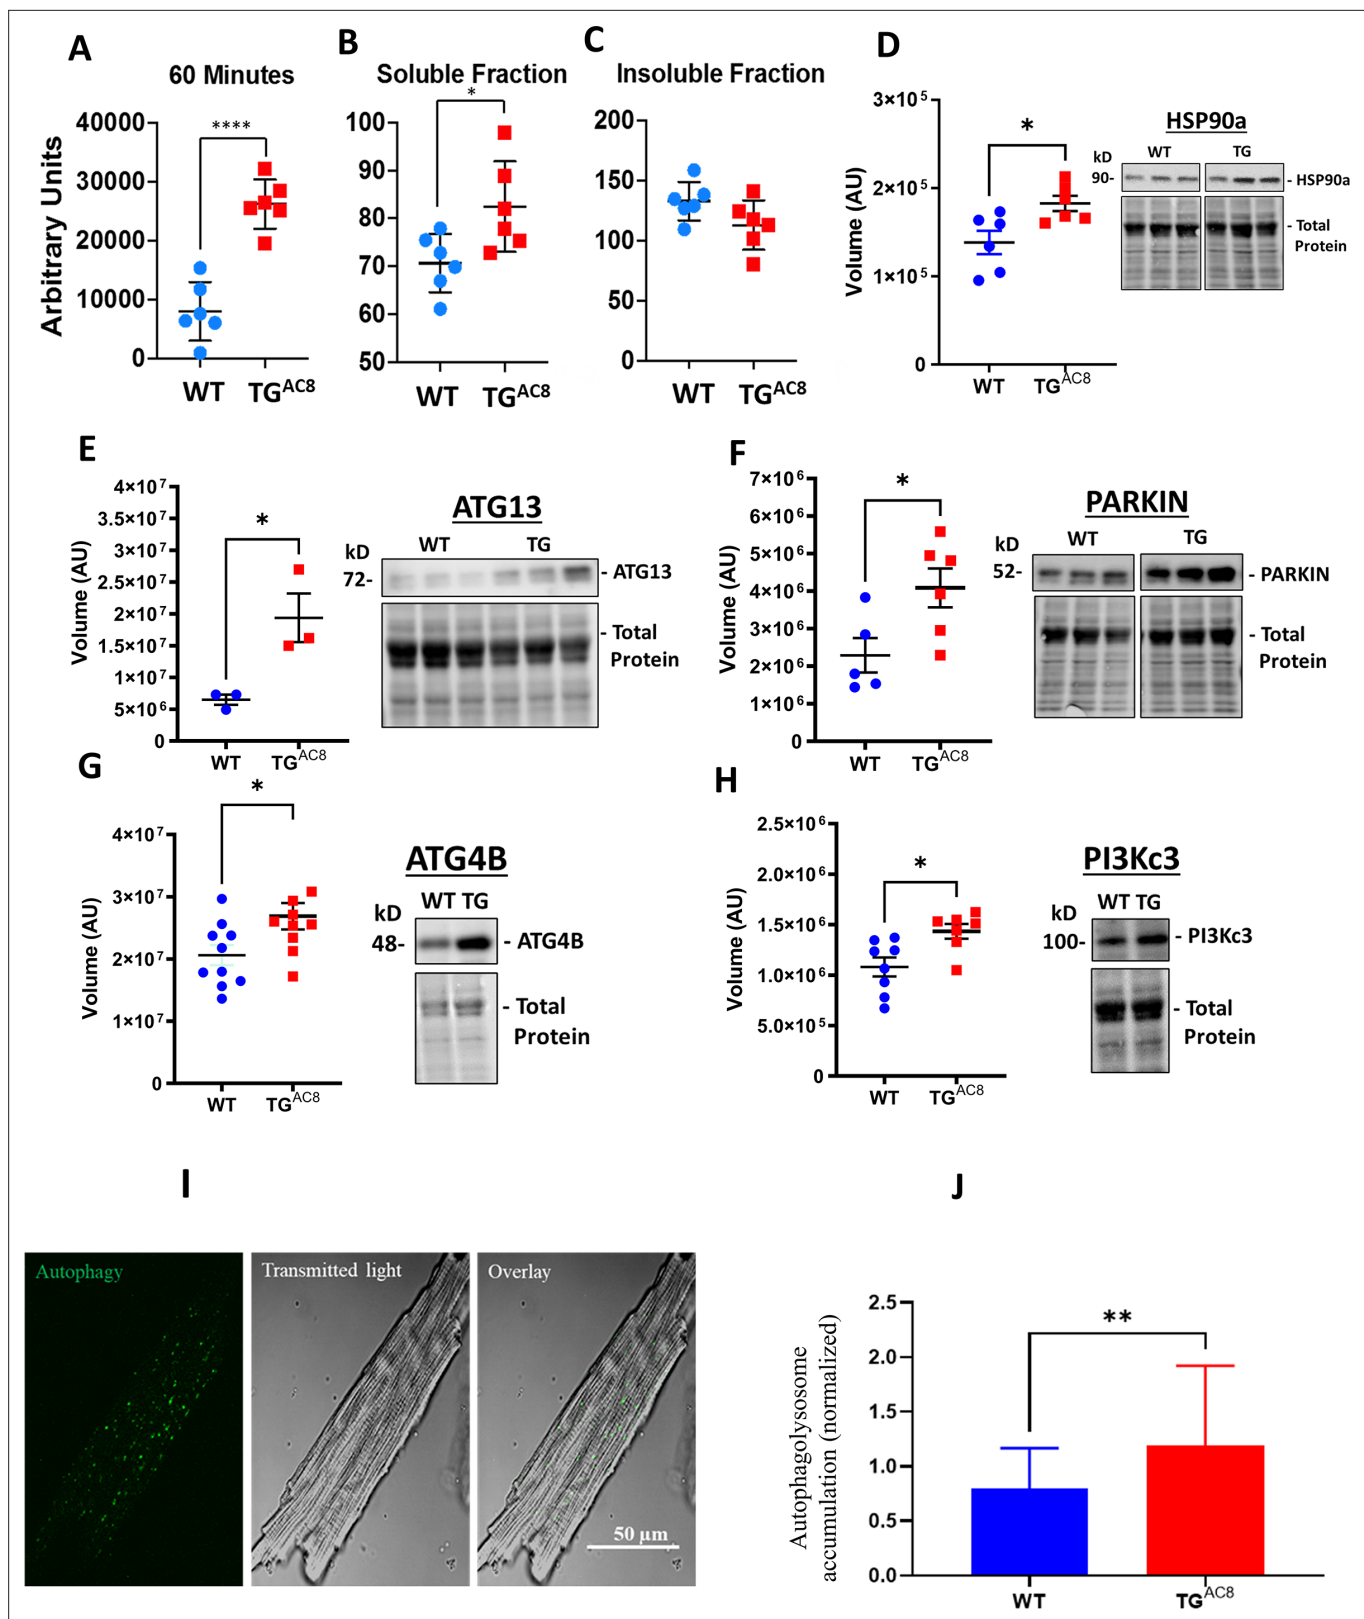 A
60 Minutes
Arbitrary Units
40000
30000
20000
10000
0
****
WT
TGAC8
B
Soluble Fraction
100
90
80
70
60
50
*
WT
TGAC8
C
Insoluble Fraction
200
150
100
50
0
WT
TGAC8
D
Volume (AU)
3×10^5
2×10^5
1×10^5
0
*
WT
TGAC8
HSP90a
kD
WT
TG
90-
- HSP90a
- Total
Protein
E
Volume (AU)
4×10^7
3.5×10^7
3×10^7
2.5×10^7
2×10^7
1.5×10^7
1×10^7
5×10^6
0
*
WT
TGAC8
ATG13
kD
WT
TG
72-
- ATG13
- Total
Protein
F
Volume (AU)
7×10^6
6×10^6
5×10^6
4×10^6
3×10^6
2×10^6
1×10^6
0
*
WT
TGAC8
PARKIN
kD
WT
TG
52-
- PARKIN
- Total
Protein
G
Volume (AU)
4×10^7
3×10^7
2×10^7
1×10^7
0
*
WT
TGAC8
ATG4B
WT TG
kD
48-
- ATG4B
- Total
Protein
H
Volume (AU)
2.5×10^6
2.0×10^6
1.5×10^6
1.0×10^6
5.0×10^5
0
*
WT
TGAC8
PI3Kc3
WT TG
kD
100-
- PI3Kc3
- Total
Protein
I
Autophagy
Transmitted light
Overlay
50 µm
J
Autophagolysosome
accumulation (normalized)
2.5
2.0
1.5
1.0
0.5
0.0
**
WT
TGAC8